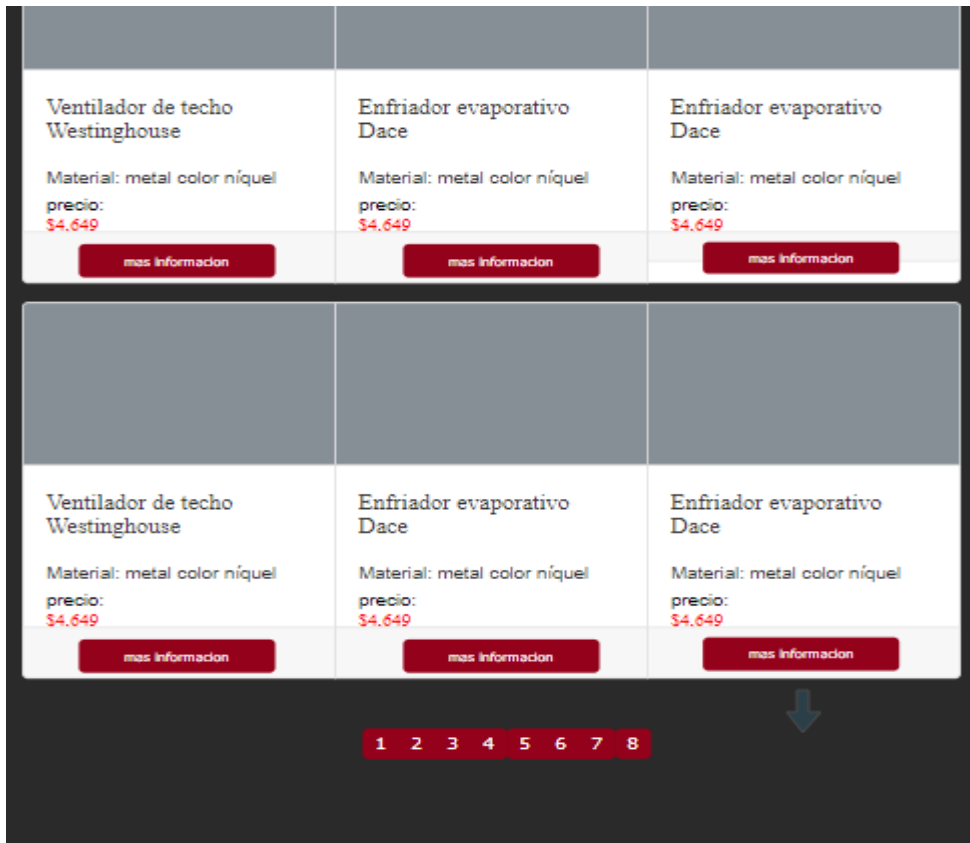 Ventilador de techo
Westinghouse
Material: metal color níquel
precio:
$4,649
mas informacion
Enfriador evaporativo
Dace
Material: metal color níquel
precio:
$4,649
mas informacion
Enfriador evaporativo
Dace
Material: metal color níquel
precio:
$4,649
mas informacion
Ventilador de techo
Westinghouse
Material: metal color níquel
precio:
$4,649
mas informacion
Enfriador evaporativo
Dace
Material: metal color níquel
precio:
$4,649
mas informacion
Enfriador evaporativo
Dace
Material: metal color níquel
precio:
$4,649
mas informacion
1 2 3 4 5 6 7 8